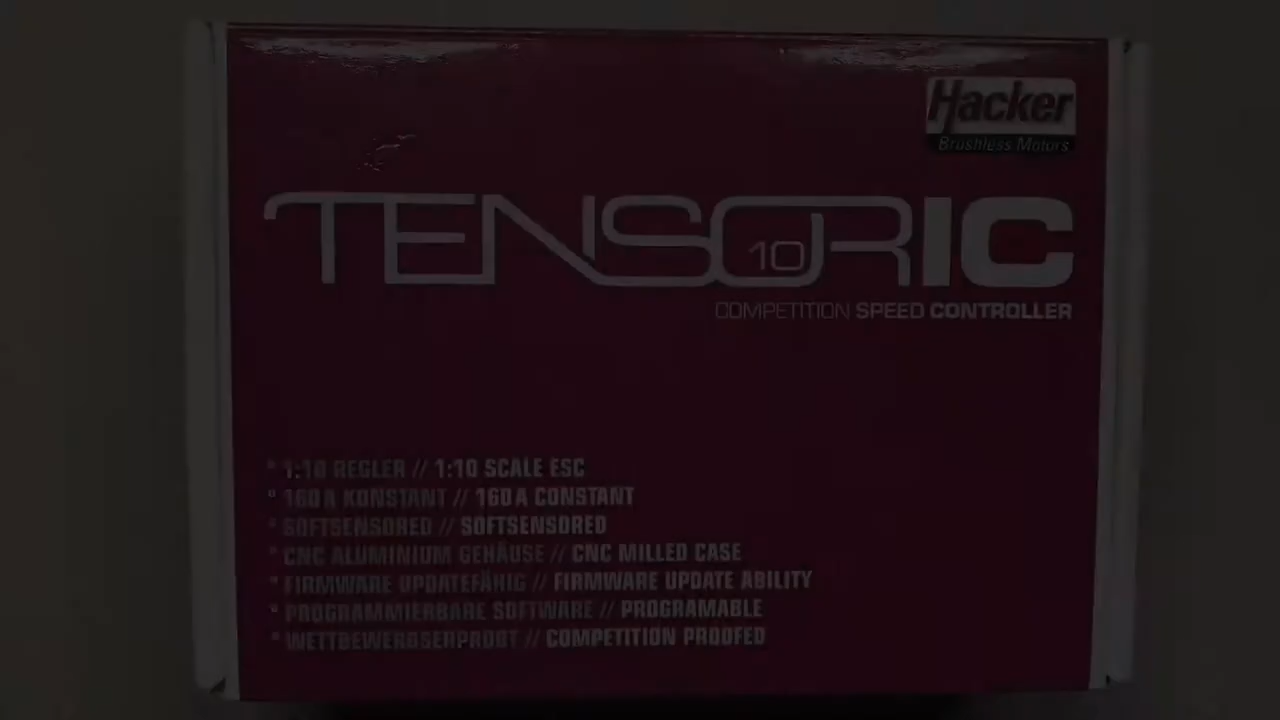 Hacker
Brushless Motors
TENSORIC
10
COMPETITION SPEED CONTROLLER
° 1:10 REGLER // 1:10 SCALE ESC
° 160 A KONSTANT // 160 A CONSTANT
° SOFTSENSORED // SOFTSENSORED
° CNC ALUMINIUM GEHÄUSE // CNC MILLED CASE
° FIRMWARE UPDATEFÄHIG // FIRMWARE UPDATE ABILITY
° PROGRAMMIERBARE SOFTWARE // PROGRAMABLE
° WETTBEWERBSERPROBT // COMPETITION PROOFED